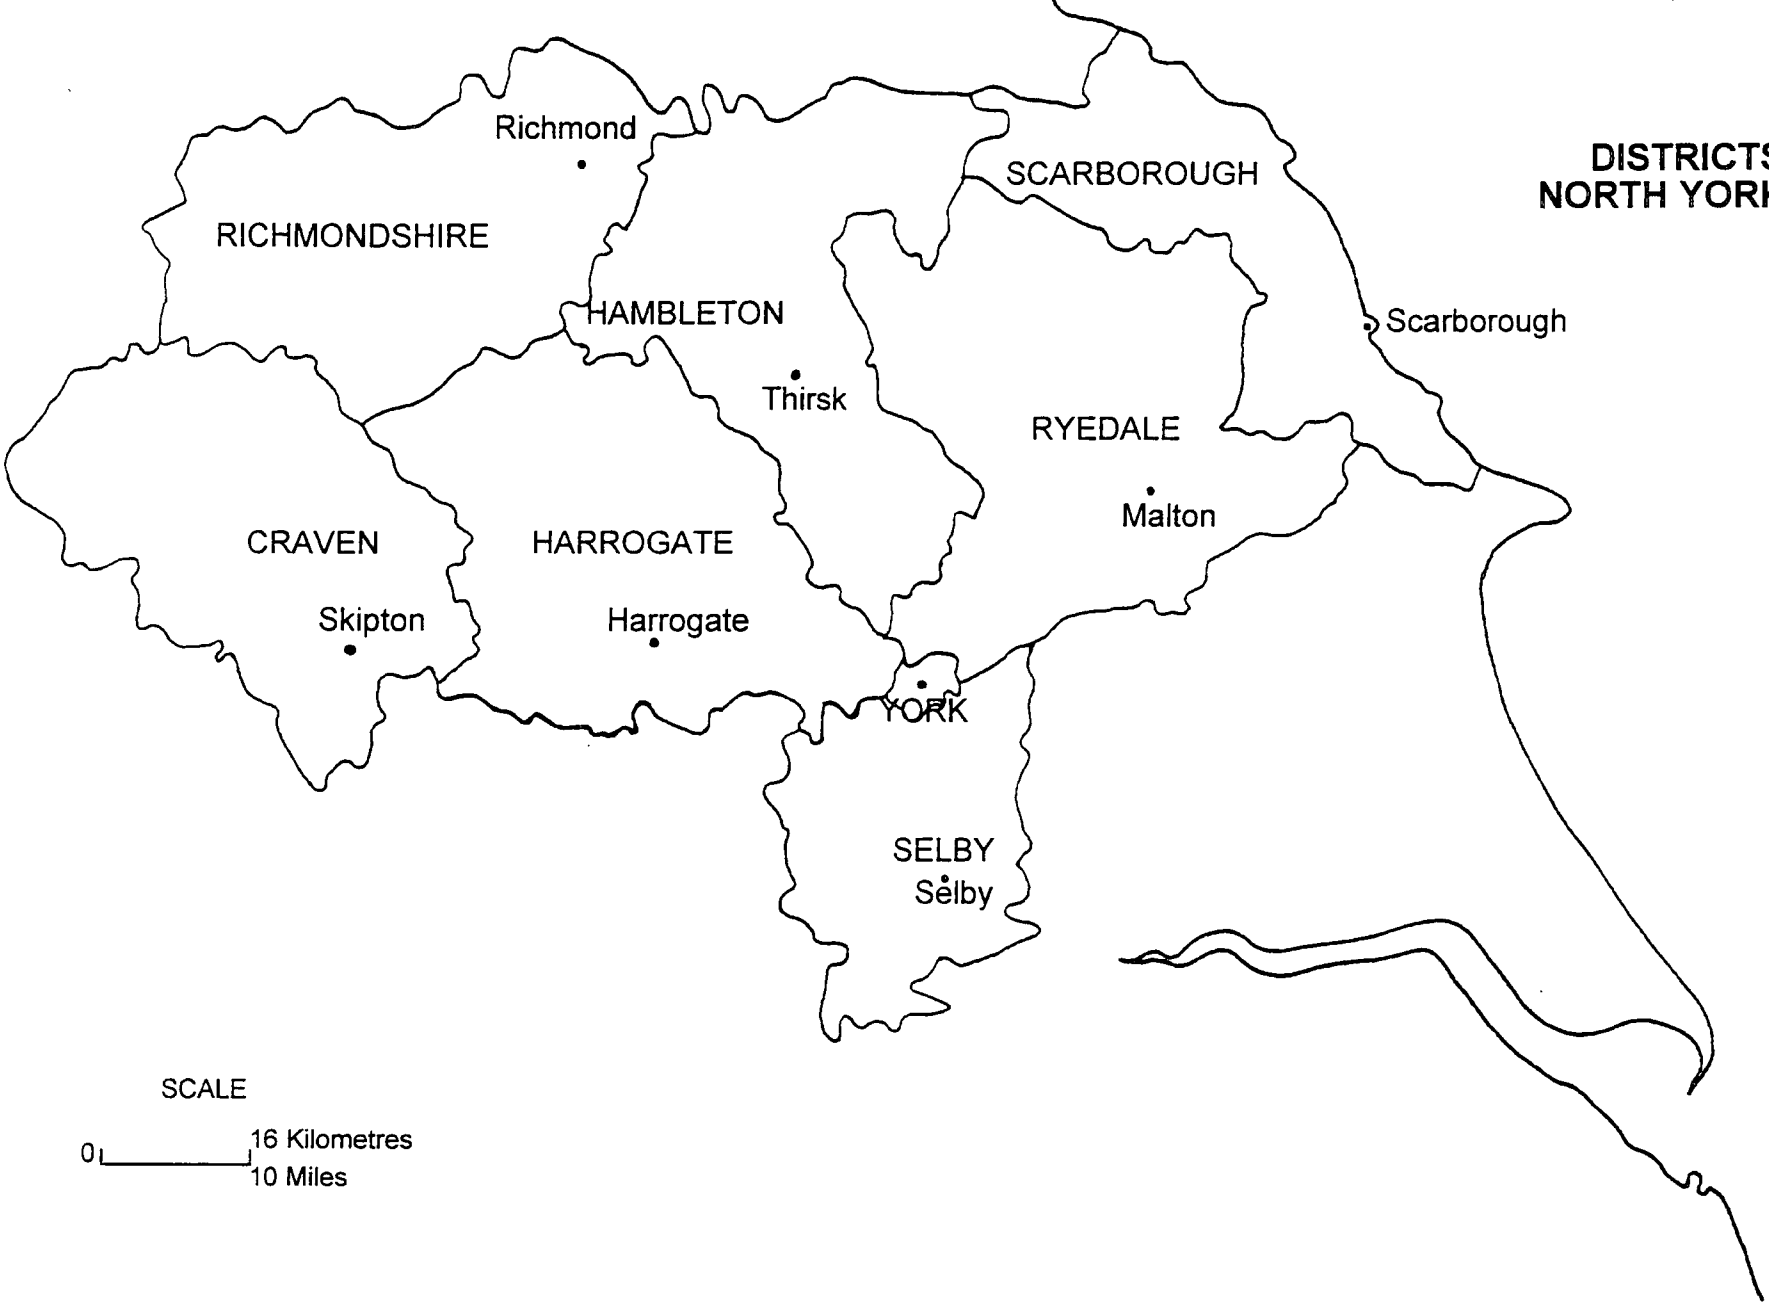 Richmond
DISTRICTS
NORTH YORK
SCARBOROUGH
RICHMONDSHIRE
HAMBLETON
Scarborough
Thirsk
RYEDALE
Malton
CRAVEN
HARROGATE
Skipton
Harrogate
YORK
SELBY
Selby
SCALE
0
16 Kilometres
10 Miles